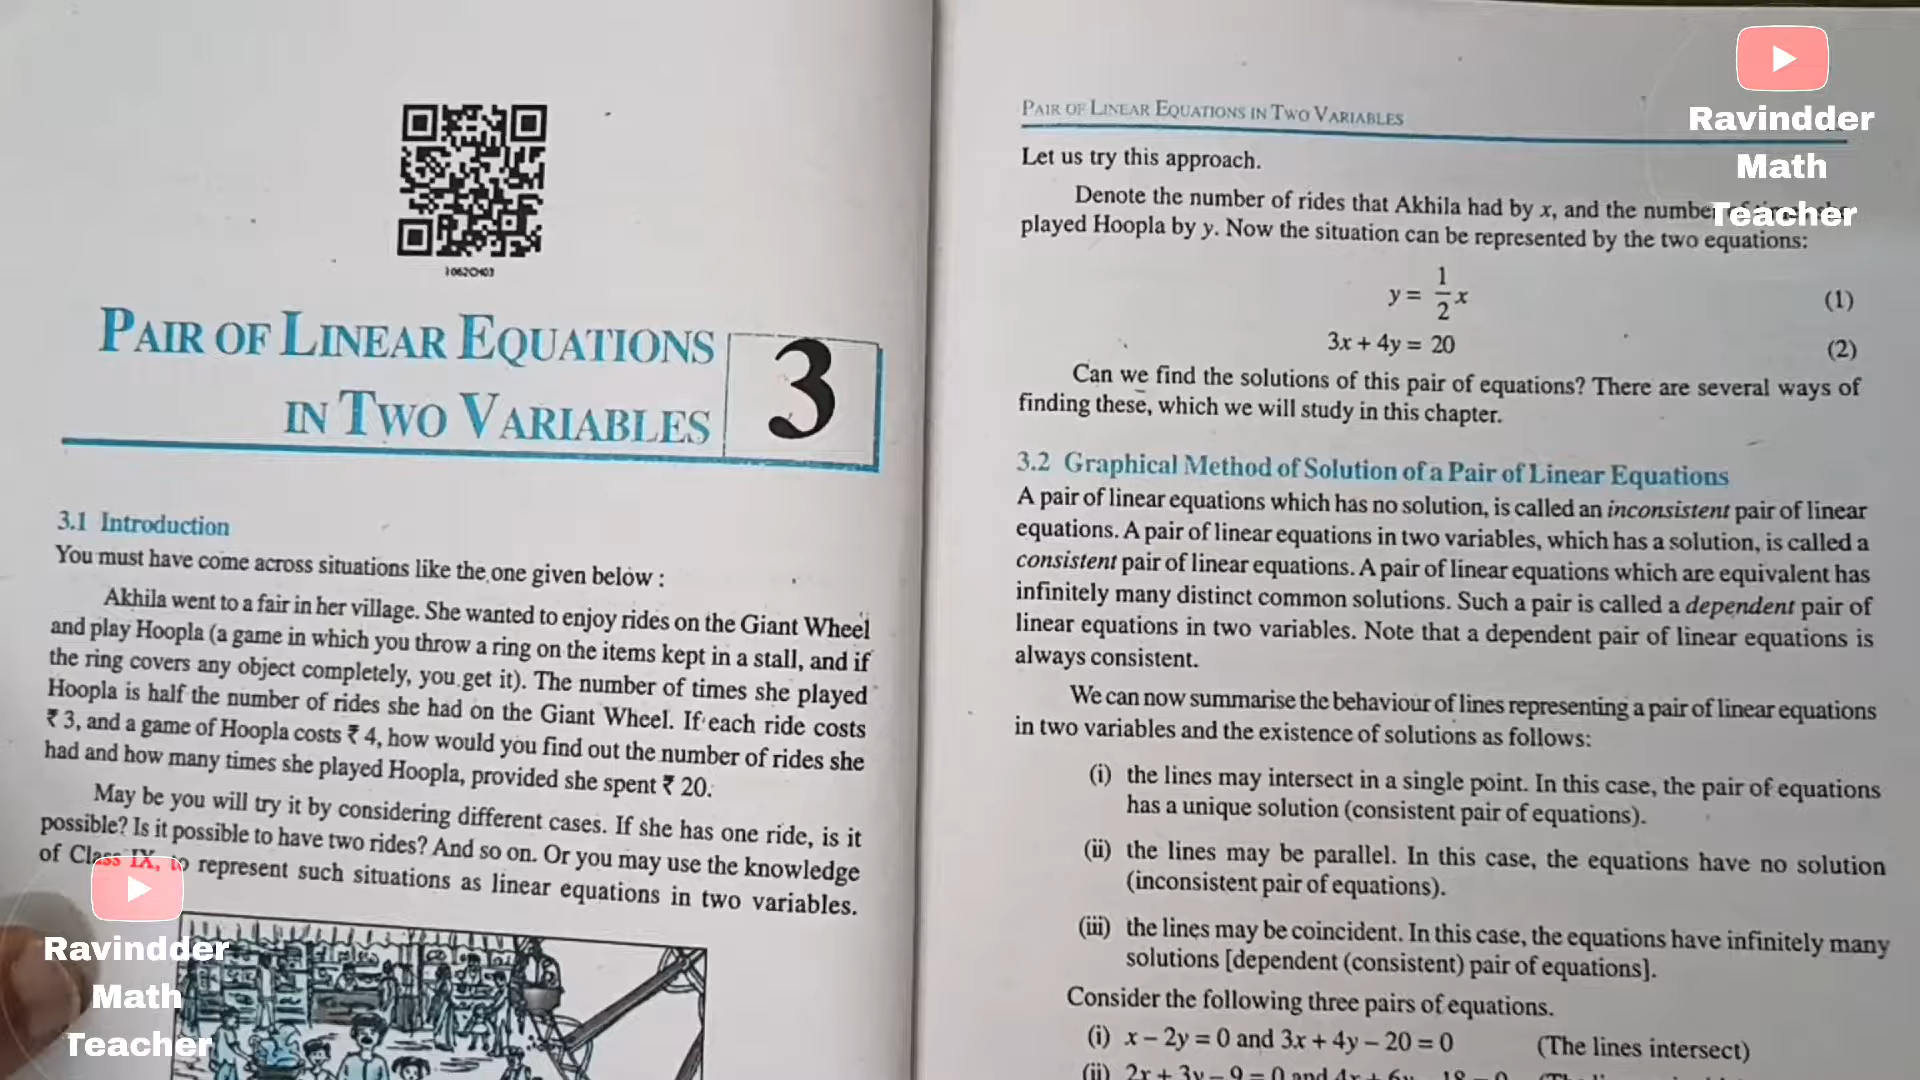 1062CH03
PAIR OF LINEAR EQUATIONS
IN TWO VARIABLES
3
3.1 Introduction
You must have come across situations like the one given below :
Akhila went to a fair in her village. She wanted to enjoy rides on the Giant Wheel
and play Hoopla (a game in which you throw a ring on the items kept in a stall, and if
the ring covers any object completely, you get it). The number of times she played
Hoopla is half the number of rides she had on the Giant Wheel. If each ride costs
₹ 3, and a game of Hoopla costs ₹ 4, how would you find out the number of rides she
had and how many times she played Hoopla, provided she spent ₹ 20.
May be you will try it by considering different cases. If she has one ride, is it
possible? Is it possible to have two rides? And so on. Or you may use the knowledge
of Class IX, to represent such situations as linear equations in two variables.
Ravindder
Math
Teacher
PAIR OF LINEAR EQUATIONS IN TWO VARIABLES
Ravindder
Math
Teacher
Let us try this approach.
Denote the number of rides that Akhila had by x, and the number
played Hoopla by y. Now the situation can be represented by the two equations:
y = 1/2 x (1)
3x + 4y = 20 (2)
Can we find the solutions of this pair of equations? There are several ways of
finding these, which we will study in this chapter.
3.2 Graphical Method of Solution of a Pair of Linear Equations
A pair of linear equations which has no solution, is called an inconsistent pair of linear
equations. A pair of linear equations in two variables, which has a solution, is called a
consistent pair of linear equations. A pair of linear equations which are equivalent has
infinitely many distinct common solutions. Such a pair is called a dependent pair of
linear equations in two variables. Note that a dependent pair of linear equations is
always consistent.
We can now summarise the behaviour of lines representing a pair of linear equations
in two variables and the existence of solutions as follows:
(i) the lines may intersect in a single point. In this case, the pair of equations
has a unique solution (consistent pair of equations).
(ii) the lines may be parallel. In this case, the equations have no solution
(inconsistent pair of equations).
(iii) the lines may be coincident. In this case, the equations have infinitely many
solutions [dependent (consistent) pair of equations].
Consider the following three pairs of equations.
(i) x – 2y = 0 and 3x + 4y – 20 = 0 (The lines intersect)
(ii) 2x + 3y – 9 = 0 and